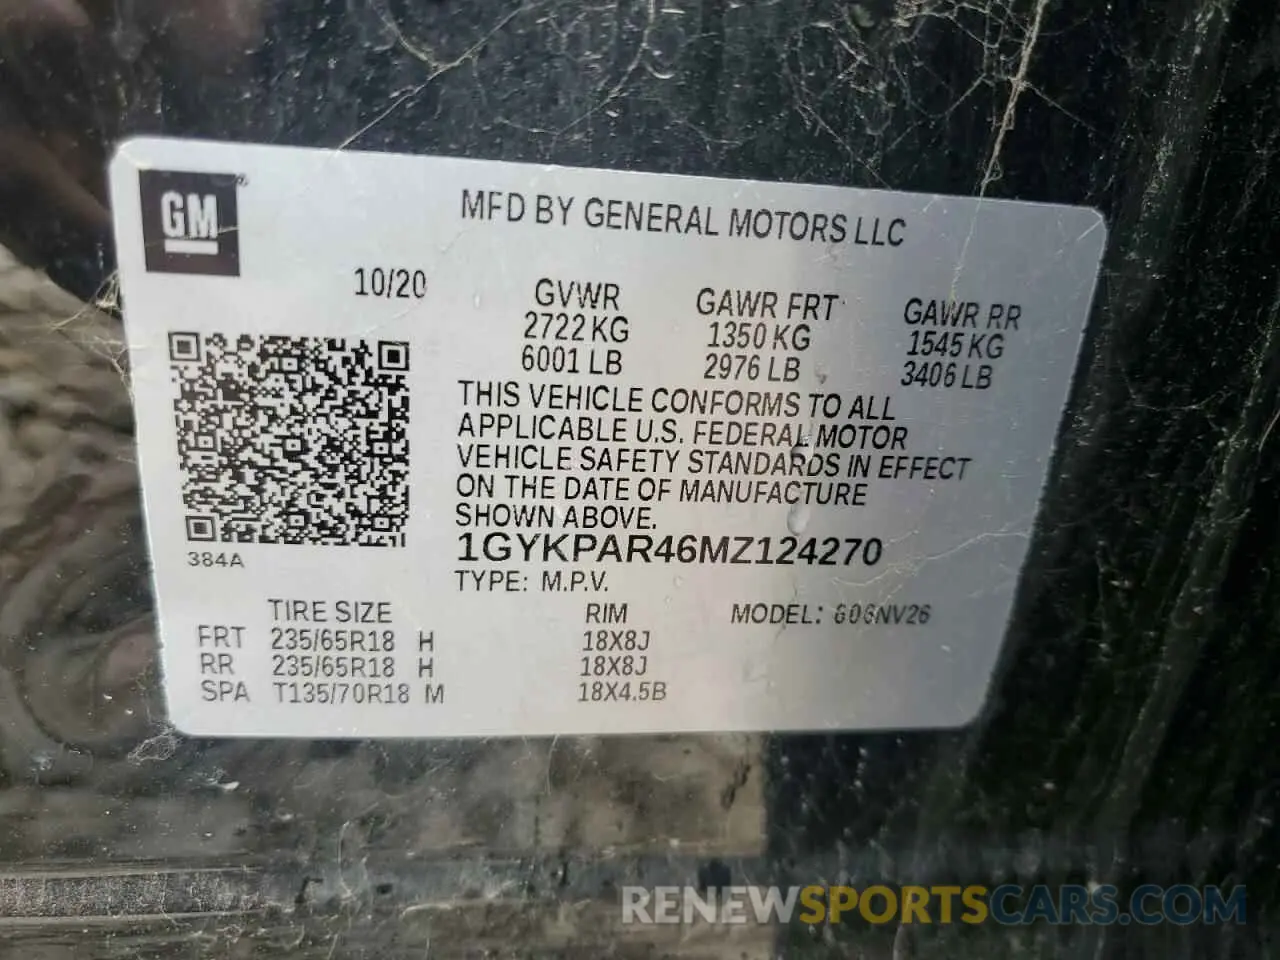 GM
MFD BY GENERAL MOTORS LLC
10/20
GVWR
2722 KG
6001 LB
GAWR FRT
1350 KG
2976 LB
GAWR RR
1545 KG
3406 LB
THIS VEHICLE CONFORMS TO ALL
APPLICABLE U.S. FEDERAL MOTOR
VEHICLE SAFETY STANDARDS IN EFFECT
ON THE DATE OF MANUFACTURE
SHOWN ABOVE.
384A
1GYKPAR46MZ124270
TYPE: M.P.V.
TIRE SIZE RIM MODEL: 6O6NV26
FRT 235/65R18 H 18X8J
RR 235/65R18 H 18X8J
SPA T135/70R18 M 18X4.5B
RENEWSPORTSCARS.COM